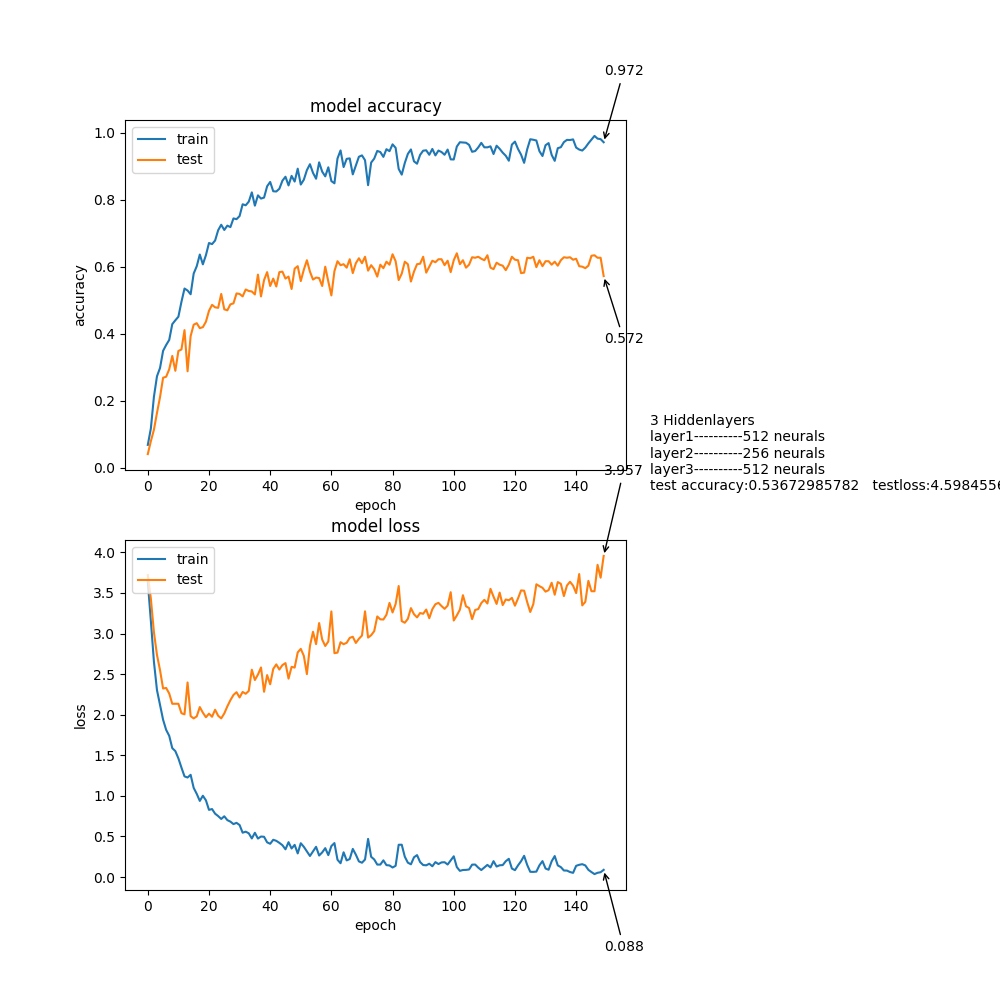 0.972
model accuracy
train
test
1.0
0.8
0.6
0.4
0.2
0.0
accuracy
0.572
0 20 40 60 80 100 120 140
epoch
3 Hiddenlayers
layer1----------512 neurals
layer2----------256 neurals
layer3----------512 neurals
test accuracy:0.53672985782 testloss:4.5984556
3.957
model loss
train
test
4.0
3.5
3.0
2.5
2.0
1.5
1.0
0.5
0.0
loss
0 20 40 60 80 100 120 140
epoch
0.088